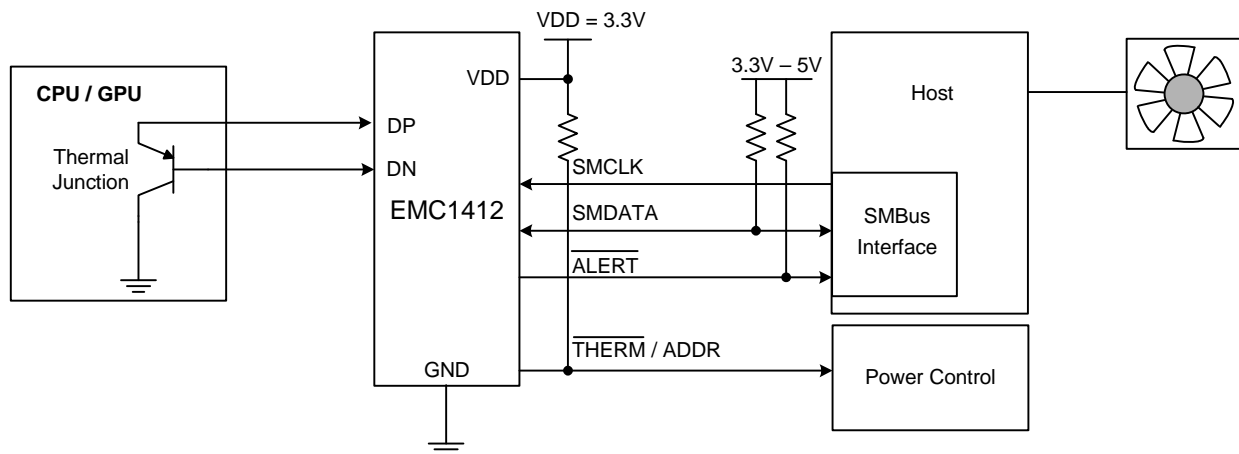 VDD = 3.3V
CPU / GPU
Thermal
Junction
VDD
DP
DN
EMC1412
GND
3.3V – 5V
SMCLK
SMDATA
ALERT
THERM / ADDR
Host
SMBus
Interface
Power Control